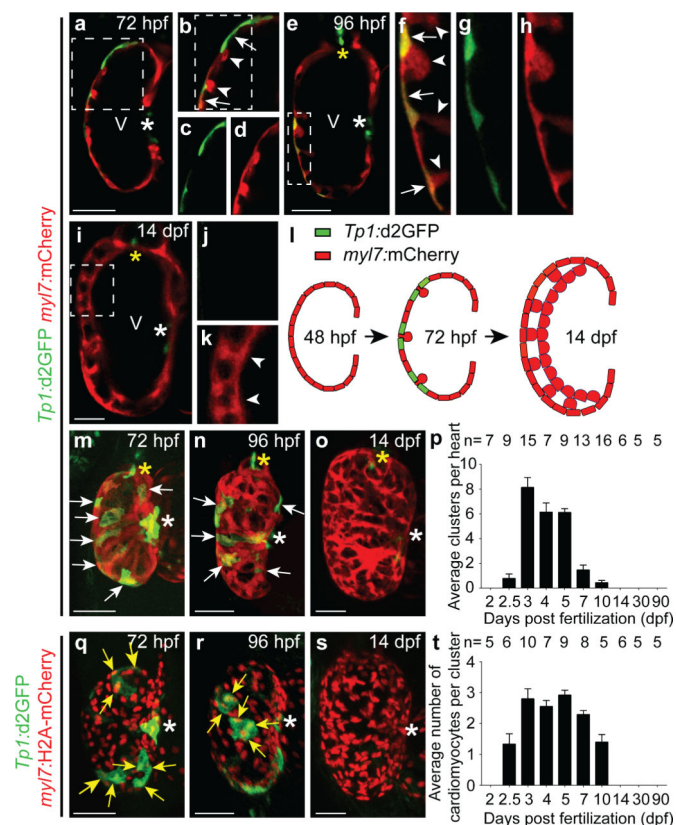 a 72 hpf
V
*
b
c
d
e 96 hpf
*
V
*
f
g
h
Tp1:d2GFP myl7:mCherry
i 14 dpf
*
V
*
j
k
l
Tp1:d2GFP
myl7:mCherry
48 hpf
72 hpf
14 dpf
m 72 hpf
*
*
n 96 hpf
*
*
o 14 dpf
*
*
p
n= 7 9 15 7 9 13 16 6 5 5
Average clusters per heart
10
8
6
4
2
0
2 2.5 3 4 5 7 10 14 30 90
Days post fertilization (dpf)
Tp1:d2GFP
myl7:H2A-mCherry
q 72 hpf
*
r 96 hpf
*
s 14 dpf
*
t
n= 5 6 10 7 9 8 5 6 5 5
Average number of
cardiomyocytes per cluster
4
3
2
1
0
2 2.5 3 4 5 7 10 14 30 90
Days post fertilization (dpf)